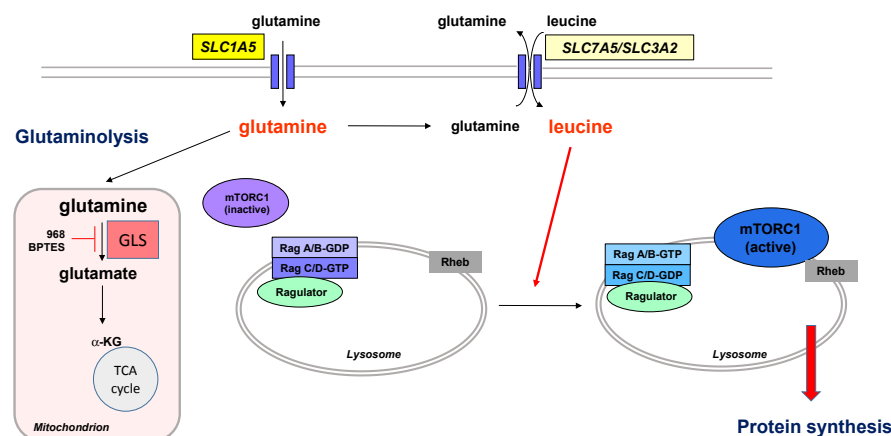 glutamine
glutamine
leucine
SLC1A5
SLC7A5/SLC3A2
glutamine
glutamine
leucine
Glutaminolysis
glutamine
968
BPTES
GLS
glutamate
α-KG
TCA
cycle
Mitochondrion
mTORC1
(inactive)
Rag A/B-GDP
Rag C/D-GTP
Ragulator
Rheb
Lysosome
mTORC1
(active)
Rag A/B-GTP
Rag C/D-GDP
Ragulator
Rheb
Lysosome
Protein synthesis